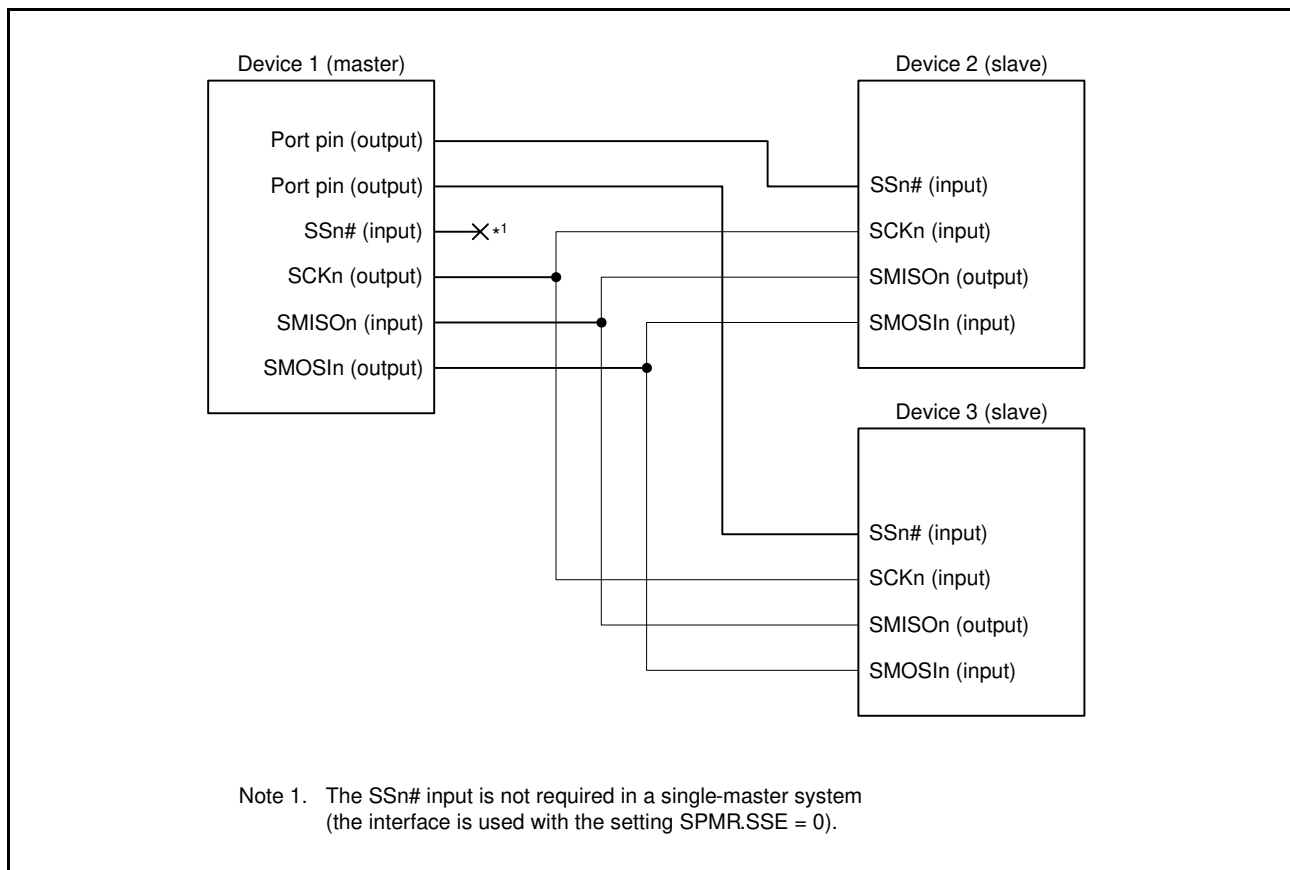 Device 1 (master)
Port pin (output)
Port pin (output)
SSn# (input)
*1
SCKn (output)
SMISOn (input)
SMOSIn (output)
Device 2 (slave)
SSn# (input)
SCKn (input)
SMISOn (output)
SMOSIn (input)
Device 3 (slave)
SSn# (input)
SCKn (input)
SMISOn (output)
SMOSIn (input)
Note 1. The SSn# input is not required in a single-master system
(the interface is used with the setting SPMR.SSE = 0).